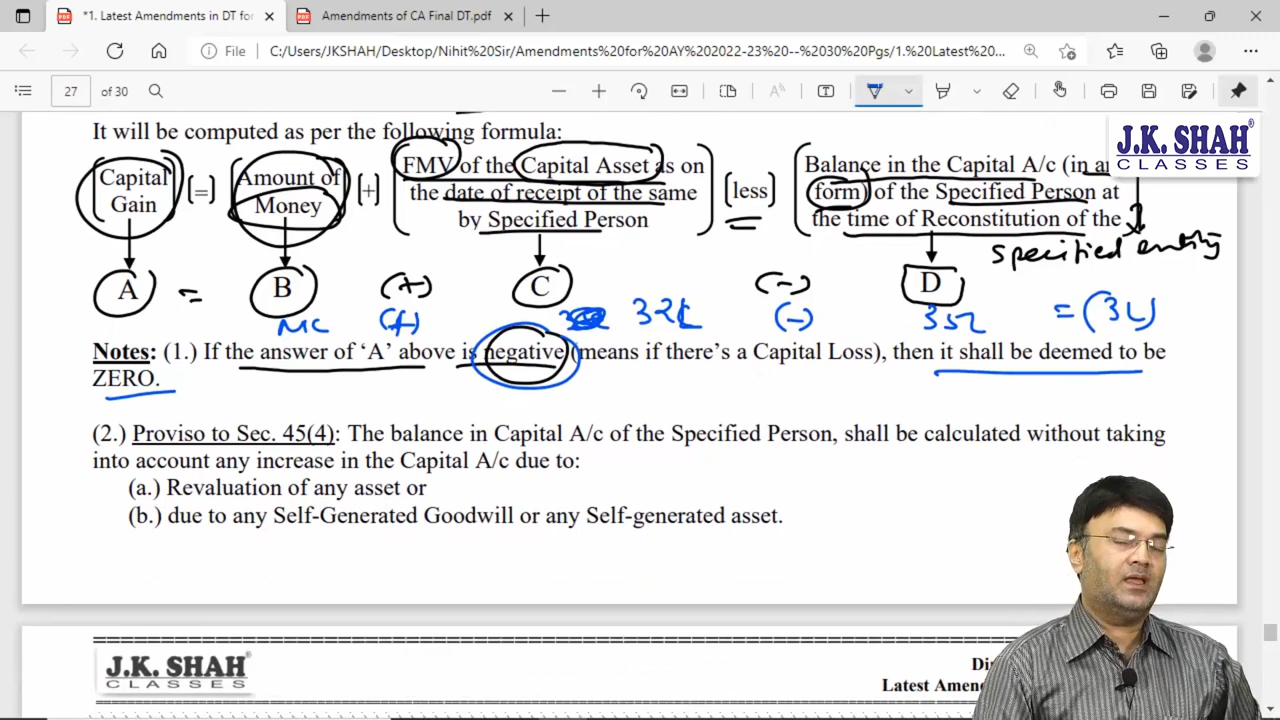 *1. Latest Amendments in DT for
Amendments of CA Final DT.pdf
File
C:/Users/JKSHAH/Desktop/Nihit%20Sir/Amendments%20for%20AY%202022-23%20--%2030%20Pgs/1.%20Latest%20...
27 of 30
J.K. SHAH®
CLASSES
It will be computed as per the following formula:
Capital Gain
[=]
Amount of Money
[+]
FMV of the Capital Asset as on the date of receipt of the same by Specified Person
[less]
Balance in the Capital A/c (in any form) of the Specified Person at the time of Reconstitution of the
specified entity
A = B (+) C (-) D
(+) 32L (-) 35L = (3L)
Notes: (1.) If the answer of ‘A’ above is negative (means if there’s a Capital Loss), then it shall be deemed to be
ZERO.
(2.) Proviso to Sec. 45(4): The balance in Capital A/c of the Specified Person, shall be calculated without taking
into account any increase in the Capital A/c due to:
(a.) Revaluation of any asset or
(b.) due to any Self-Generated Goodwill or any Self-generated asset.
J.K. SHAH®
CLASSES
Latest Amen